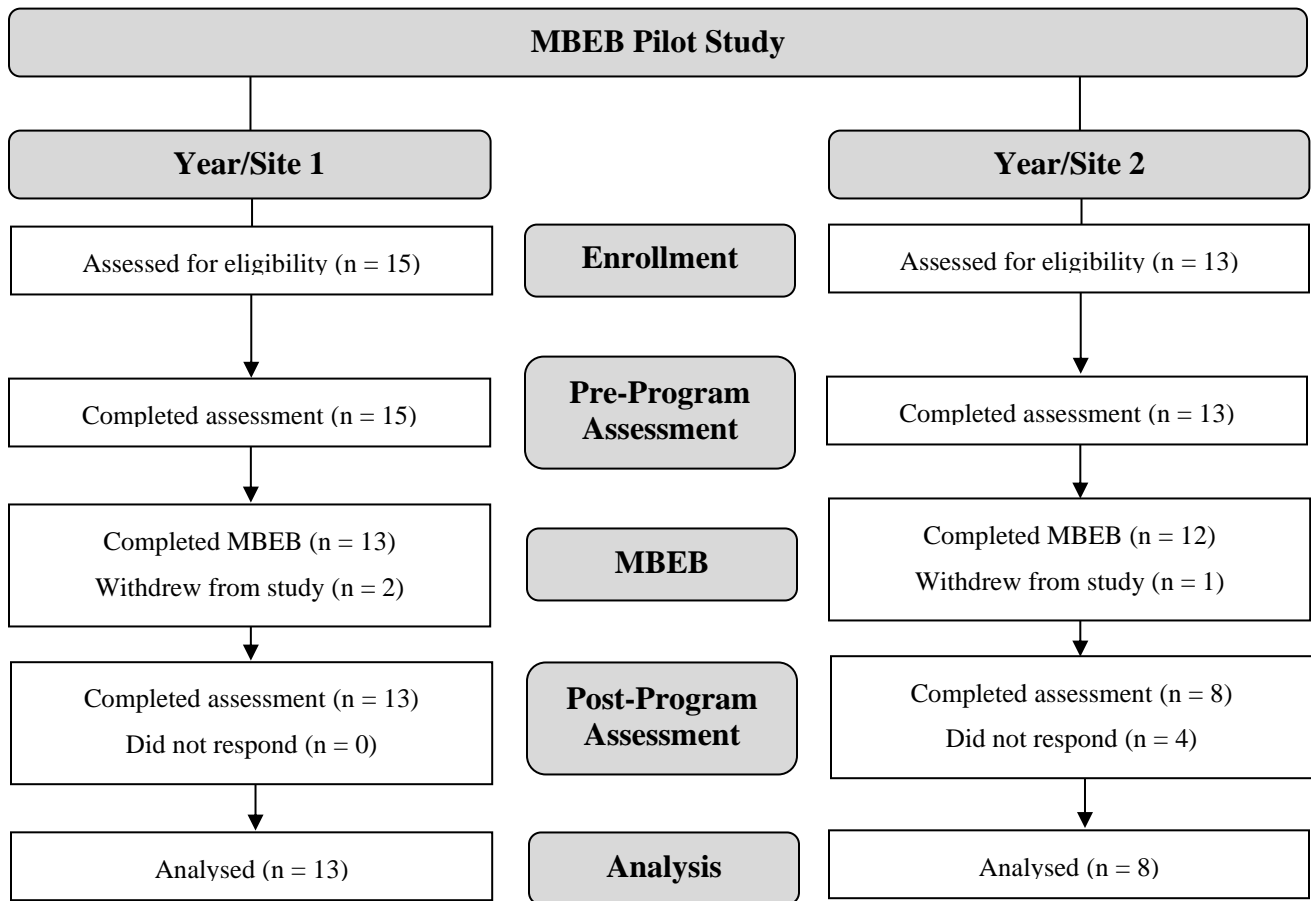 MBEB Pilot Study
Year/Site 1
Year/Site 2
Assessed for eligibility (n = 15)
Enrollment
Assessed for eligibility (n = 13)
Completed assessment (n = 15)
Pre-Program
Assessment
Completed assessment (n = 13)
Completed MBEB (n = 13)
Withdrew from study (n = 2)
MBEB
Completed MBEB (n = 12)
Withdrew from study (n = 1)
Completed assessment (n = 13)
Did not respond (n = 0)
Post-Program
Assessment
Completed assessment (n = 8)
Did not respond (n = 4)
Analysed (n = 13)
Analysis
Analysed (n = 8)